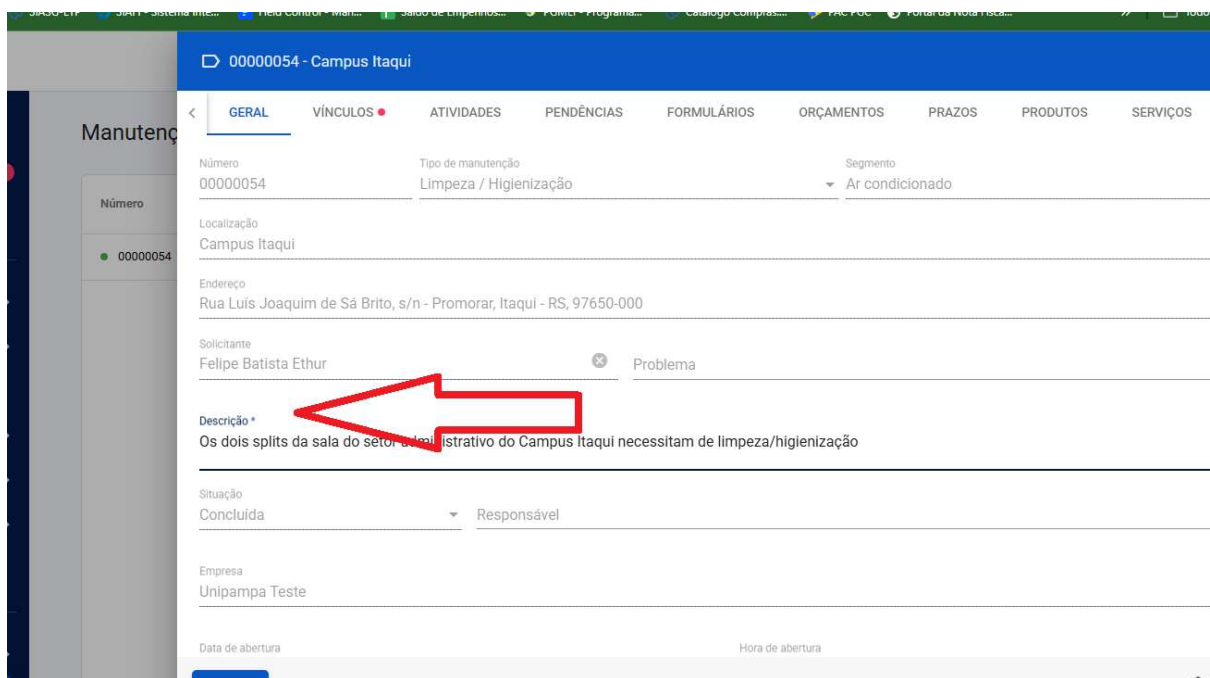 00000054 - Campus Itaqui
GERAL VÍNCULOS ATIVIDADES PENDÊNCIAS FORMULÁRIOS ORÇAMENTOS PRAZOS PRODUTOS SERVIÇOS
Manutenç
Número Tipo de manutenção Segmento
00000054 Limpeza / Higienização Ar condicionado
Número
Localização
Campus Itaqui
00000054
Endereço
Rua Luís Joaquim de Sá Brito, s/n - Promorar, Itaqui - RS, 97650-000
Solicitante
Felipe Batista Ethur Problema
Descrição *
Os dois splits da sala do setor administrativo do Campus Itaqui necessitam de limpeza/higienização
Situação
Concluída Responsável
Empresa
Unipampa Teste
Data de abertura Hora de abertura